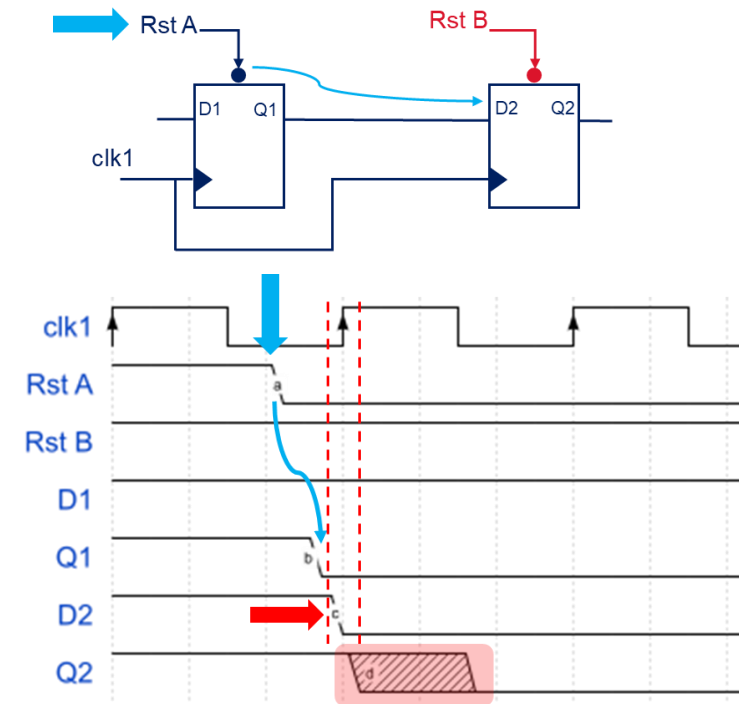 Rst A
Rst B
D1 Q1
D2 Q2
clk1
clk1
Rst A
a
Rst B
D1
Q1
b
D2
c
Q2
d